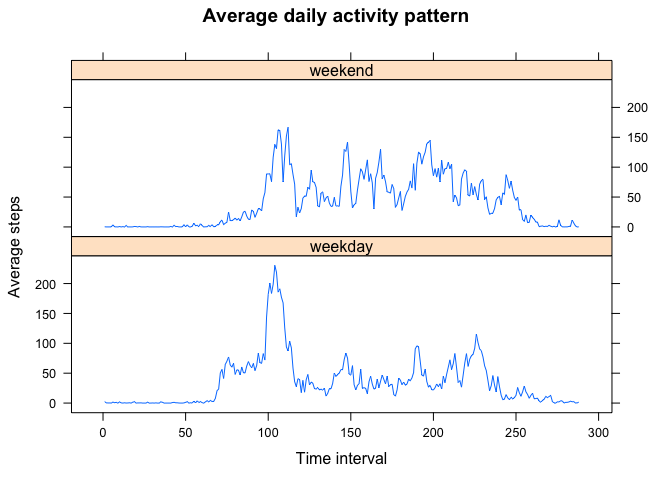 Average daily activity pattern
weekend
200
150
100
50
0
weekday
200
150
100
50
0
Average steps
0 50 100 150 200 250 300
Time interval